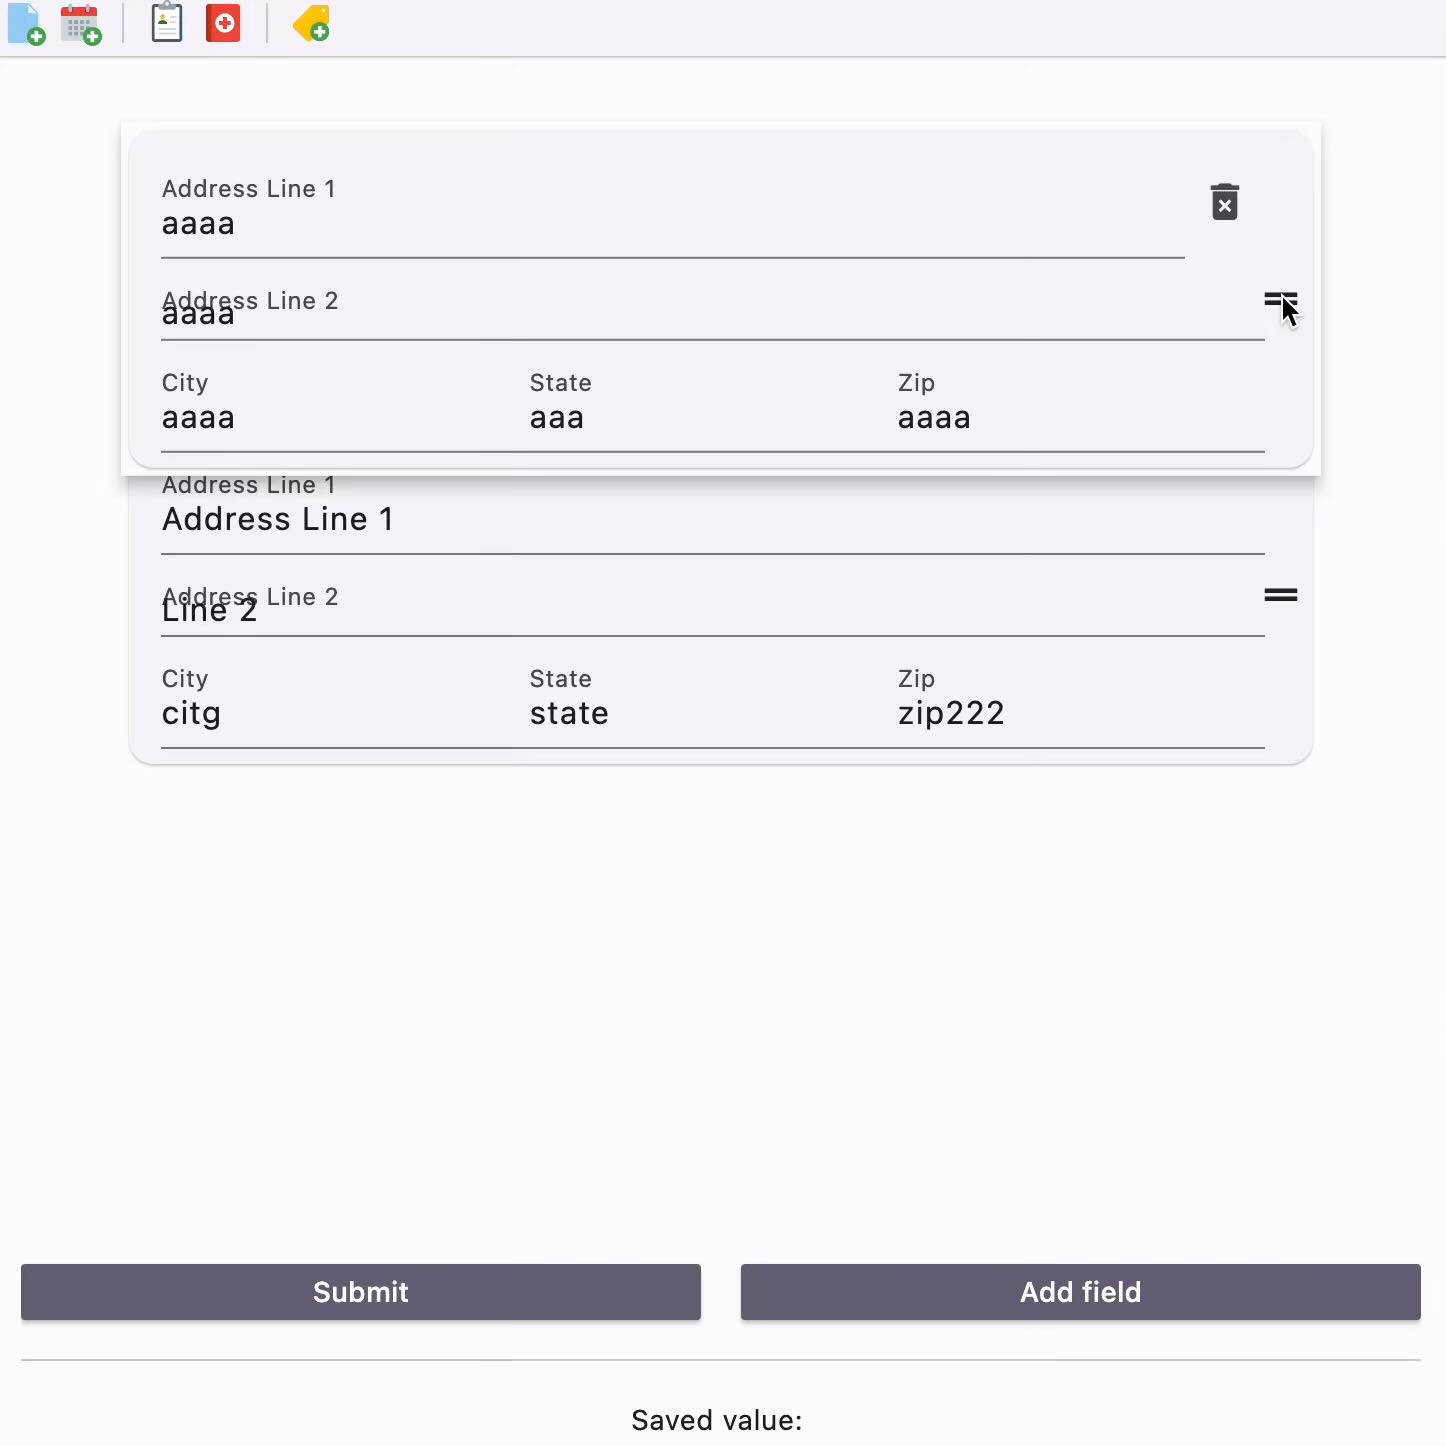 Address Line 1
aaaa
Address Line 2
aaaa
City State Zip
aaaa aaa aaaa
Address Line 1
Address Line 1
Address Line 2
Line 2
City State Zip
citg state zip222
Submit Add field
Saved value: